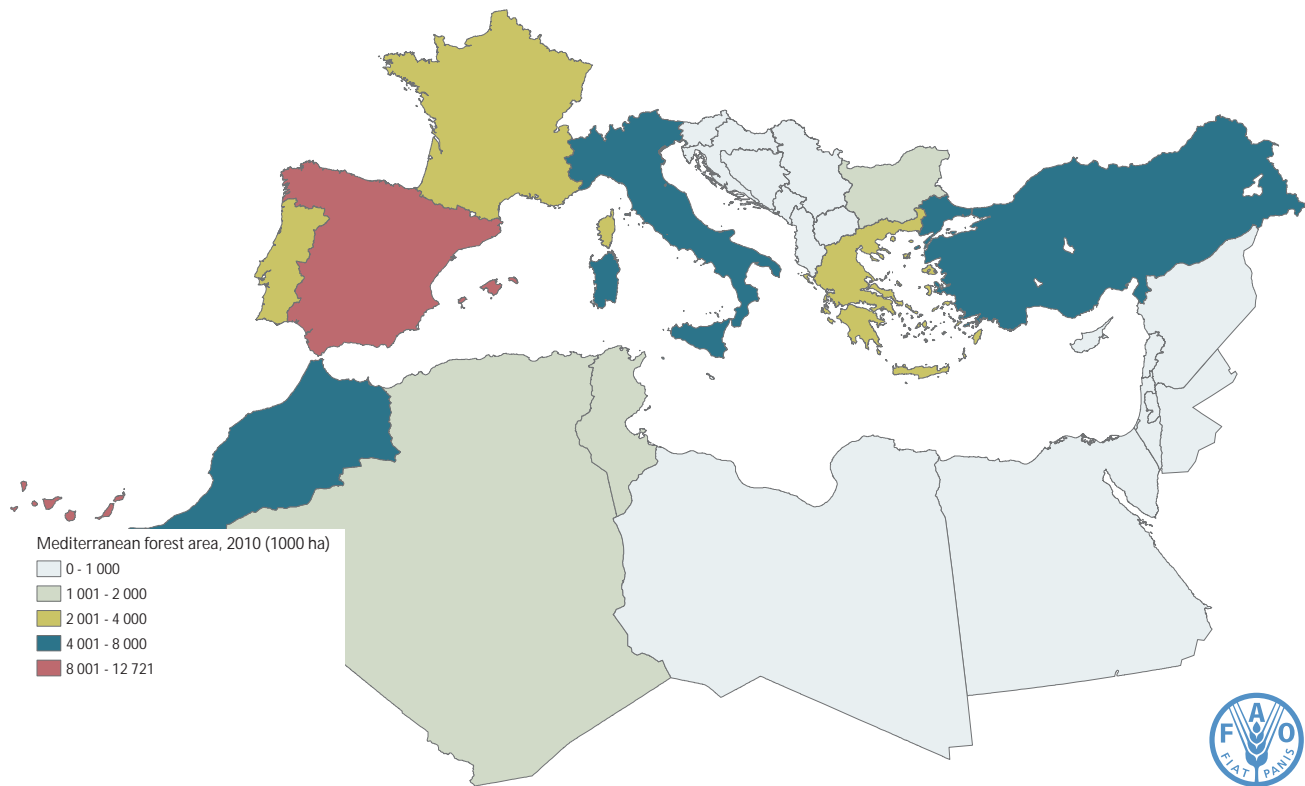 Mediterranean forest area, 2010 (1000 ha)
0 - 1 000
1 001 - 2 000
2 001 - 4 000
4 001 - 8 000
8 001 - 12 721
F A O
FIAT PANIS